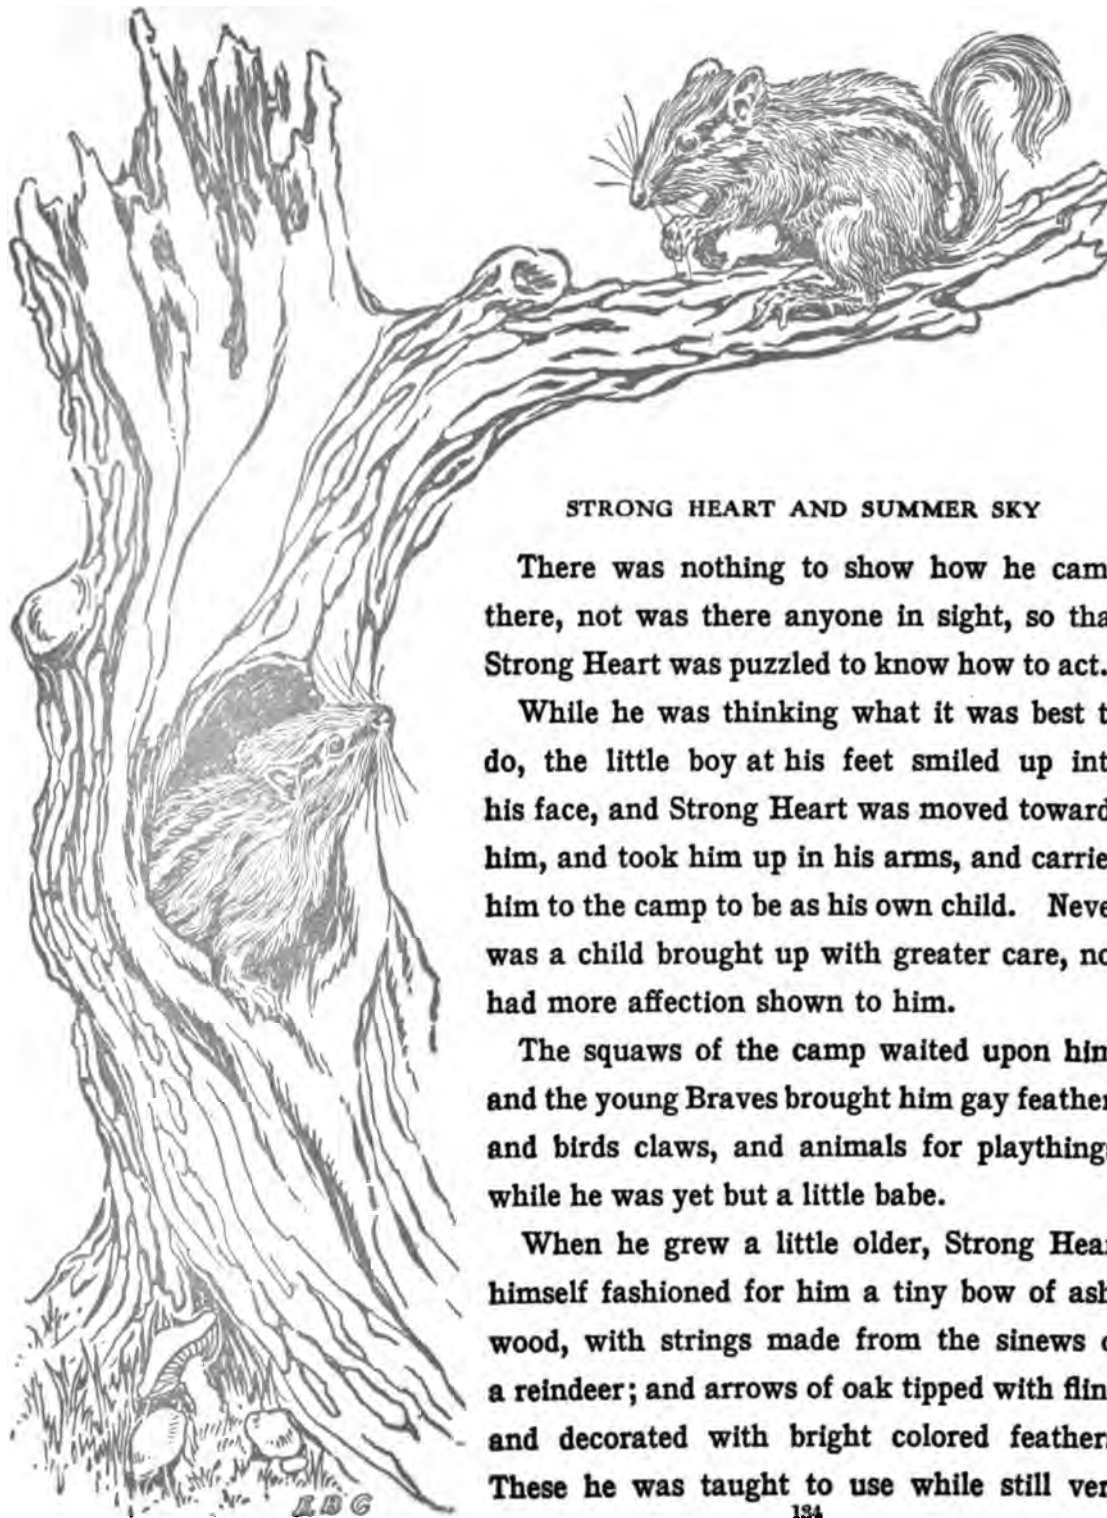 STRONG HEART AND SUMMER SKY
There was nothing to show how he cam
there, not was there anyone in sight, so tha
Strong Heart was puzzled to know how to act.
While he was thinking what it was best t
do, the little boy at his feet smiled up int
his face, and Strong Heart was moved toward
him, and took him up in his arms, and carrie
him to the camp to be as his own child. Neve
was a child brought up with greater care, no
had more affection shown to him.
The squaws of the camp waited upon him
and the young Braves brought him gay feather
and birds claws, and animals for plaything
while he was yet but a little babe.
When he grew a little older, Strong Hear
himself fashioned for him a tiny bow of ash
wood, with strings made from the sinews o
a reindeer; and arrows of oak tipped with flin
and decorated with bright colored feather
These he was taught to use while still ver
EBG
134